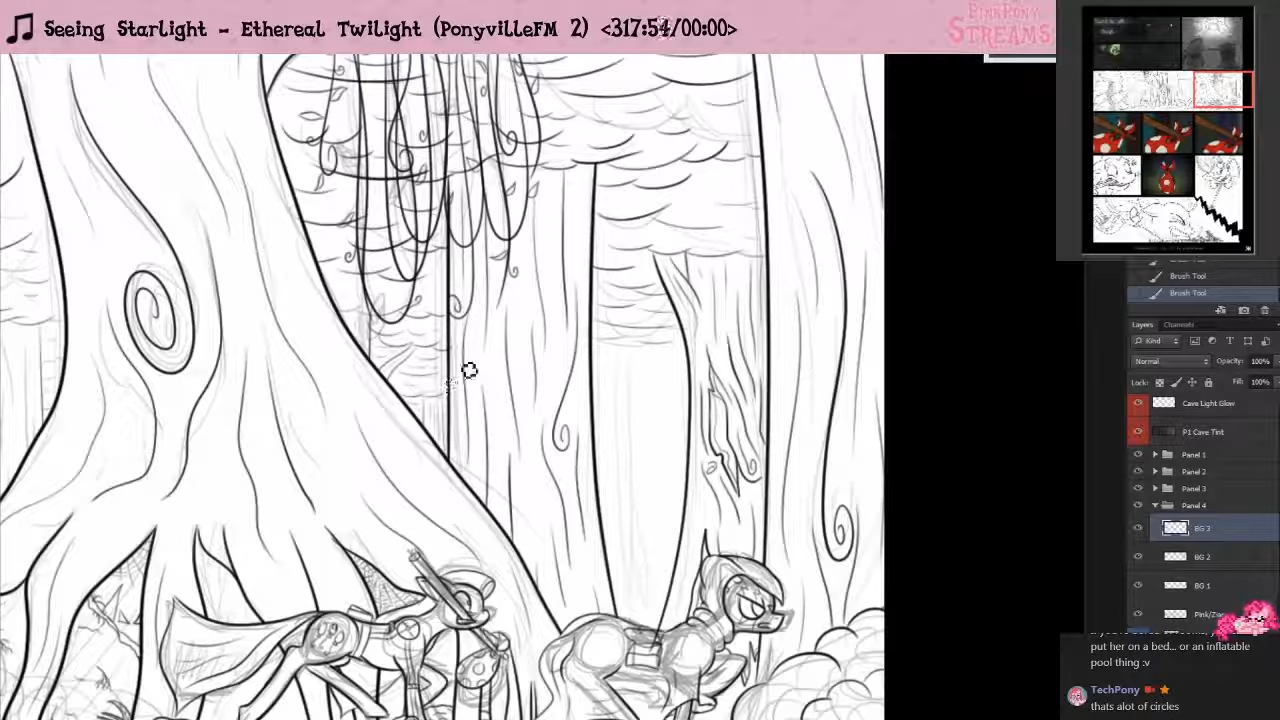 Seeing Starlight - Ethereal Twilight (PonyvilleFM 2) <317:54/00:00>
PINKPONY
STREAMS
Brush Tool
Brush Tool
Layers Channels
Kind
Normal Opacity: 100%
Lock: Fill: 100%
Cave Light Glow
P1 Cave Tint
Panel 1
Panel 2
Panel 3
Panel 4
BG 3
BG 2
BG 1
put her on a bed... or an inflatable
pool thing :v
TechPony
thats alot of circles